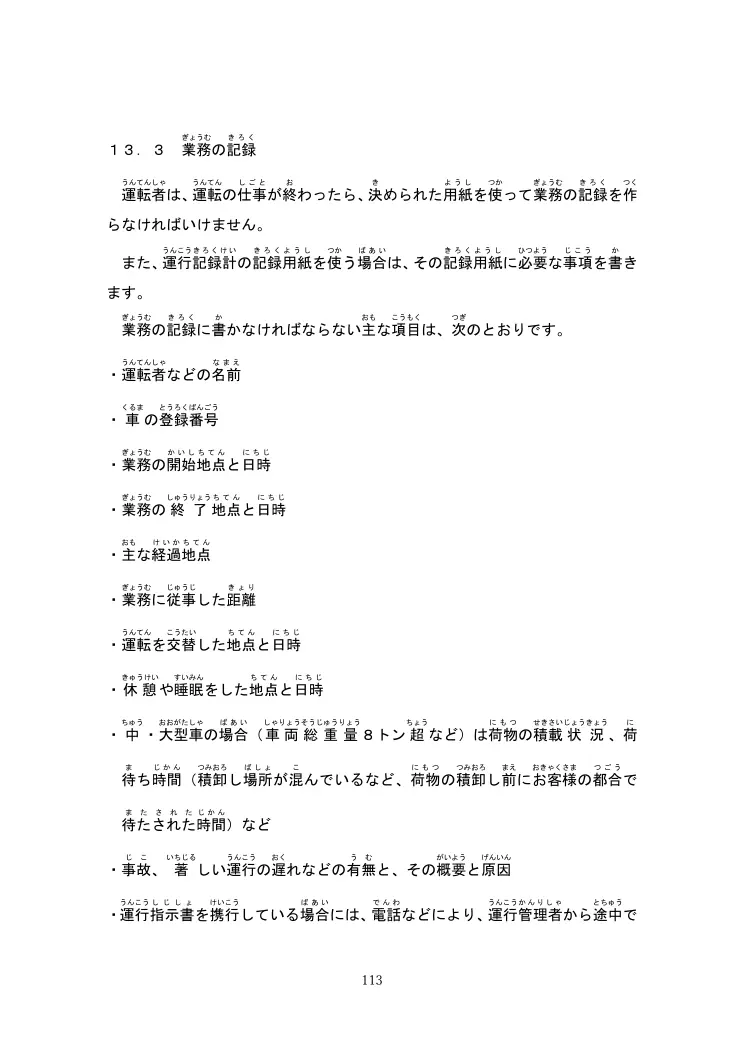 １３．３　業務の記録
運転者は、運転の仕事が終わったら、決められた用紙を使って業務の記録を作
らなければいけません。
また、運行記録計の記録用紙を使う場合は、その記録用紙に必要な事項を書き
ます。
業務の記録に書かなければならない主な項目は、次のとおりです。
・運転者などの名前
・車の登録番号
・業務の開始地点と日時
・業務の終了地点と日時
・主な経過地点
・業務に従事した距離
・運転を交替した地点と日時
・休憩や睡眠をした地点と日時
・中・大型車の場合（車両総重量８トン超など）は荷物の積載状況、荷
待ち時間（積卸し場所が混んでいるなど、荷物の積卸し前にお客様の都合で
待たされた時間）など
・事故、著しい運行の遅れなどの有無と、その概要と原因
・運行指示書を携行している場合には、電話などにより、運行管理者から途中で
113